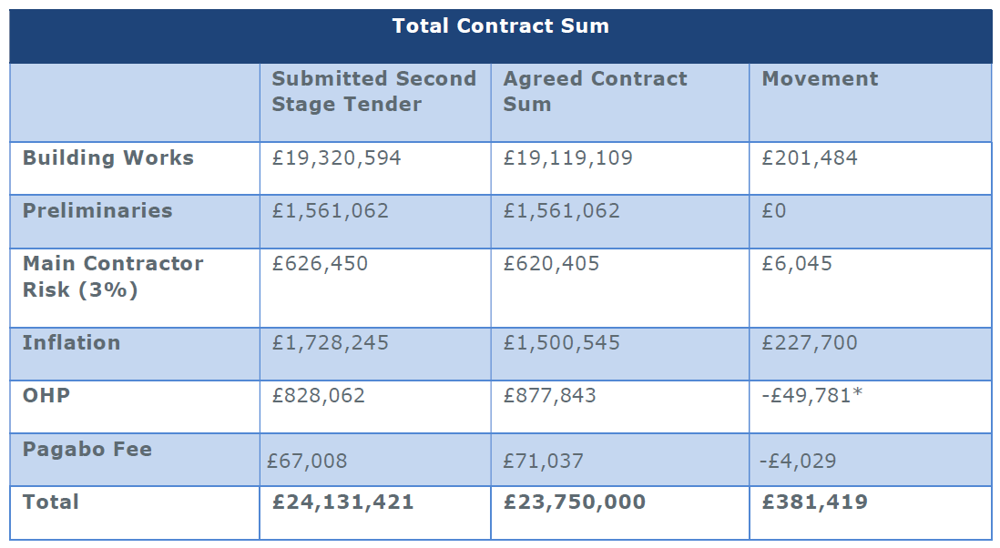 Total Contract Sum
Submitted Second Stage Tender Agreed Contract Sum Movement
Building Works £19,320,594 £19,119,109 £201,484
Preliminaries £1,561,062 £1,561,062 £0
Main Contractor Risk (3%) £626,450 £620,405 £6,045
Inflation £1,728,245 £1,500,545 £227,700
OHP £828,062 £877,843 -£49,781*
Pagabo Fee £67,008 £71,037 -£4,029
Total £24,131,421 £23,750,000 £381,419